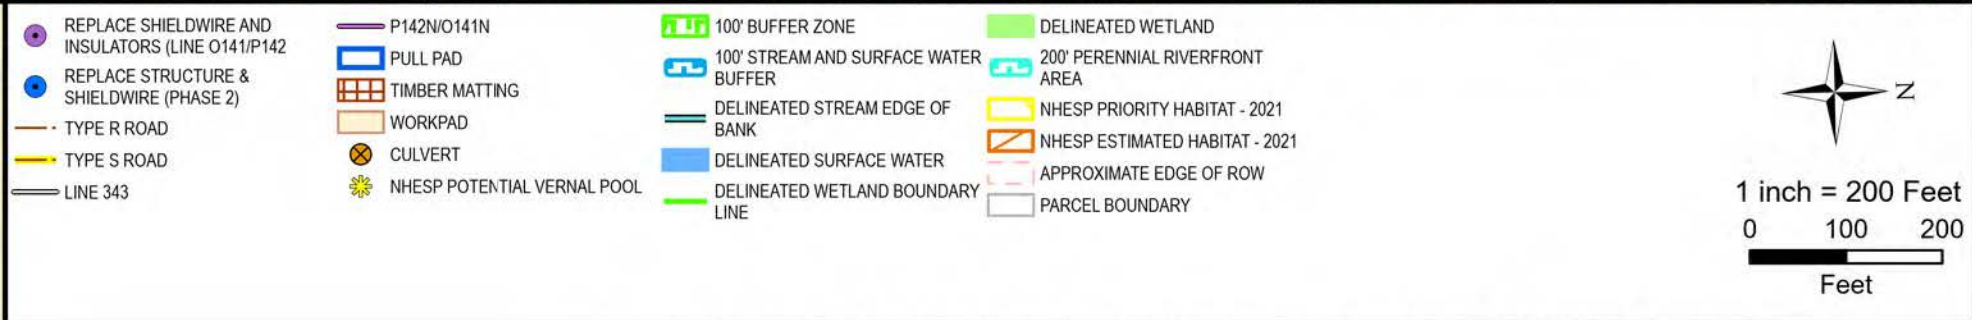 REPLACE SHIELDWIRE AND
INSULATORS (LINE O141/P142
REPLACE STRUCTURE &
SHIELDWIRE (PHASE 2)
TYPE R ROAD
TYPE S ROAD
LINE 343
P142N/O141N
PULL PAD
TIMBER MATTING
WORKPAD
CULVERT
NHESP POTENTIAL VERNAL POOL
100' BUFFER ZONE
100' STREAM AND SURFACE WATER
BUFFER
DELINEATED STREAM EDGE OF
BANK
DELINEATED SURFACE WATER
DELINEATED WETLAND BOUNDARY
LINE
DELINEATED WETLAND
200' PERENNIAL RIVERFRONT
AREA
NHESP PRIORITY HABITAT - 2021
NHESP ESTIMATED HABITAT - 2021
APPROXIMATE EDGE OF ROW
PARCEL BOUNDARY
N
1 inch = 200 Feet
0 100 200
Feet